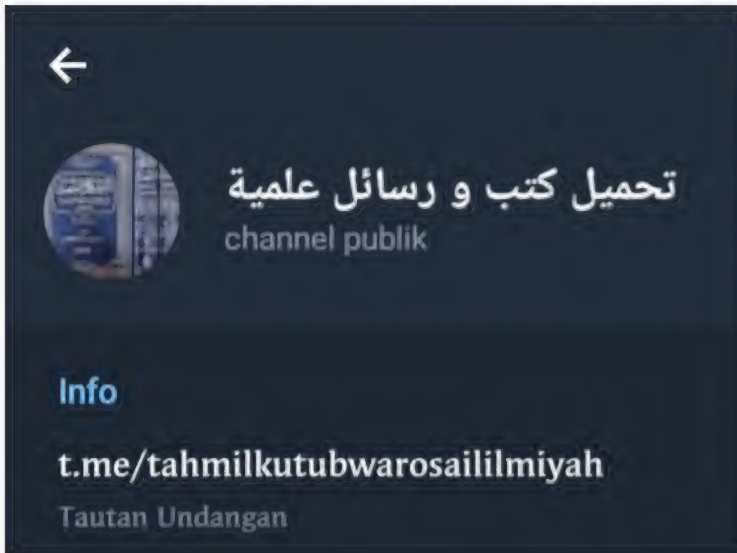 تحميل كتب و رسائل علمية
channel publik
Info
t.me/tahmilkutubwarosaililmiyah
Tautan Undangan